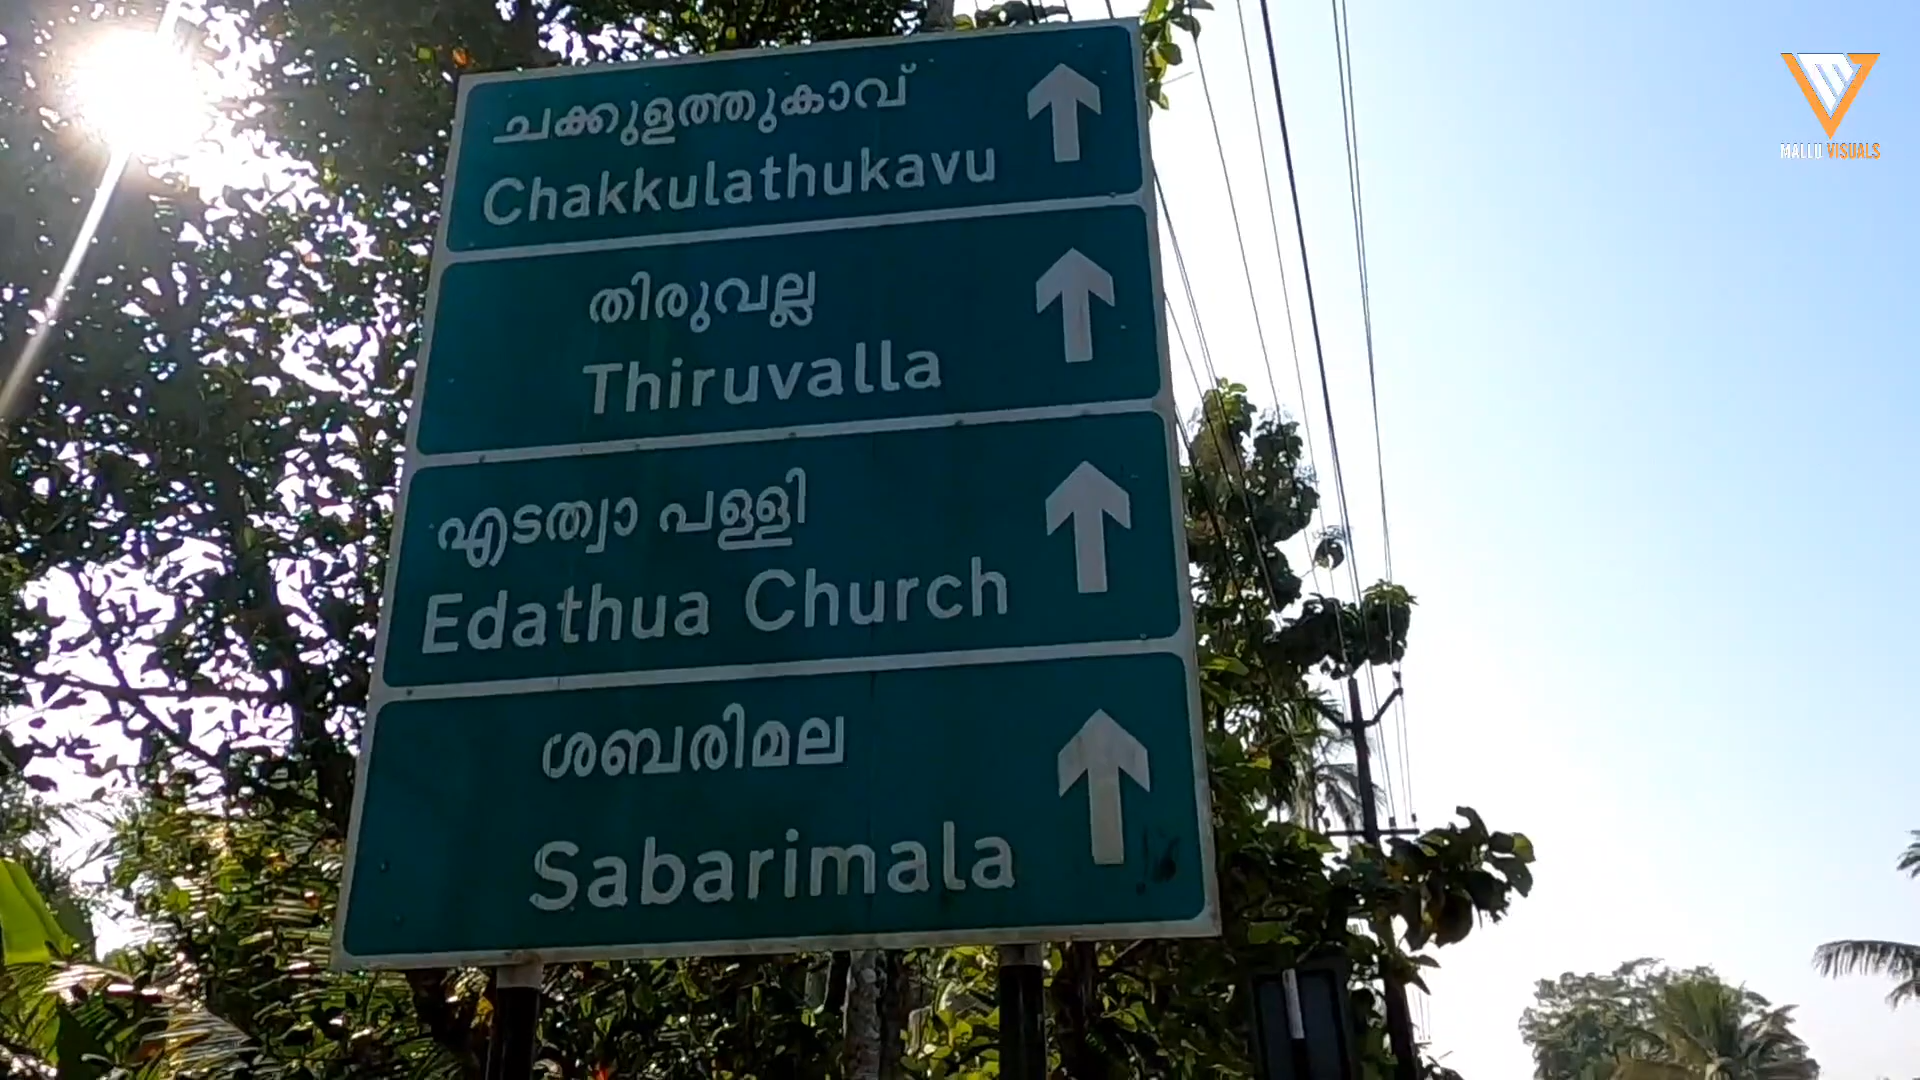 ചക്കുളത്തുകാവ്
Chakkulathukavu
തിരുവല്ല
Thiruvalla
എടത്വാ പള്ളി
Edathua Church
ശബരിമല
Sabarimala
MALLU VISUALS